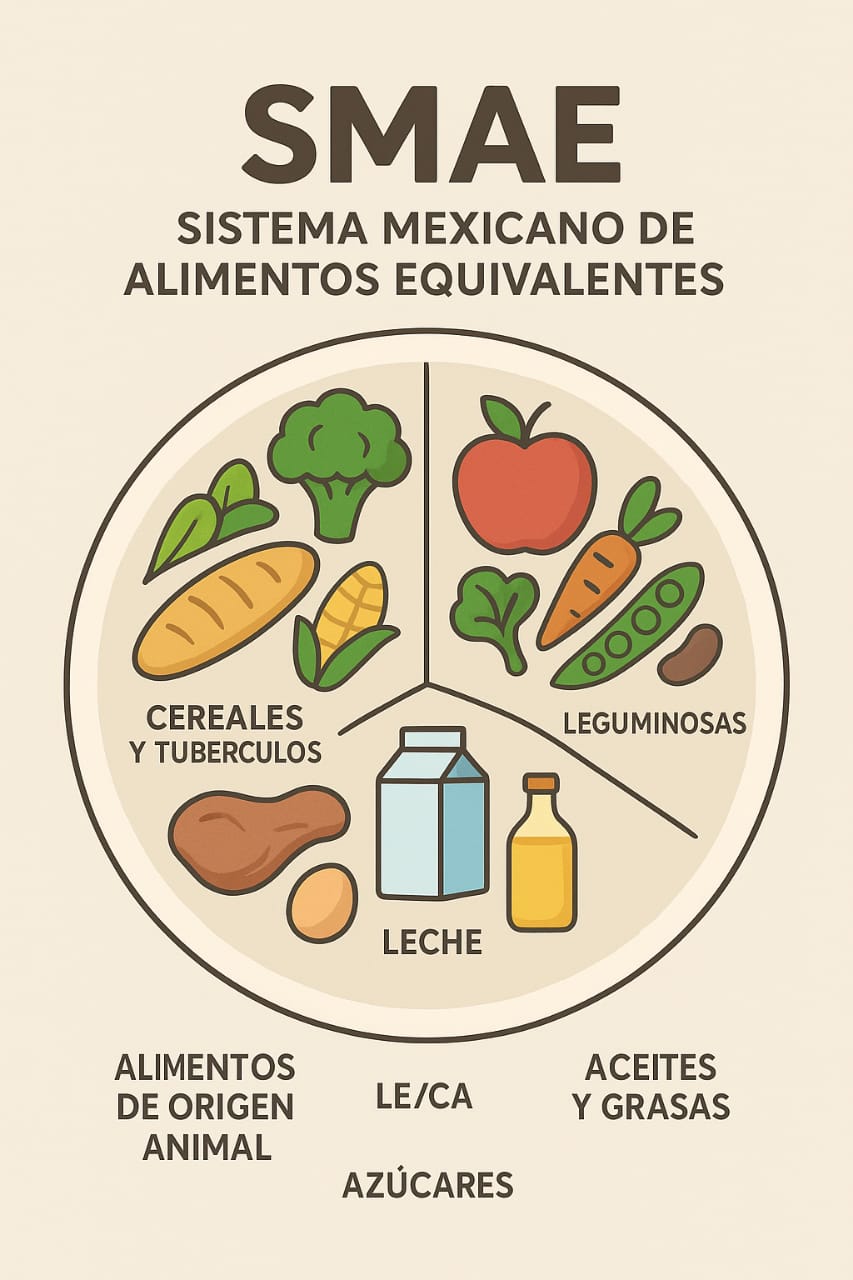 SMAE
SISTEMA MEXICANO DE
ALIMENTOS EQUIVALENTES
CEREALES
Y TUBERCULOS
LEGUMINOSAS
LECHE
ALIMENTOS
DE ORIGEN
ANIMAL
LE/CA
ACEITES
Y GRASAS
AZÚCARES